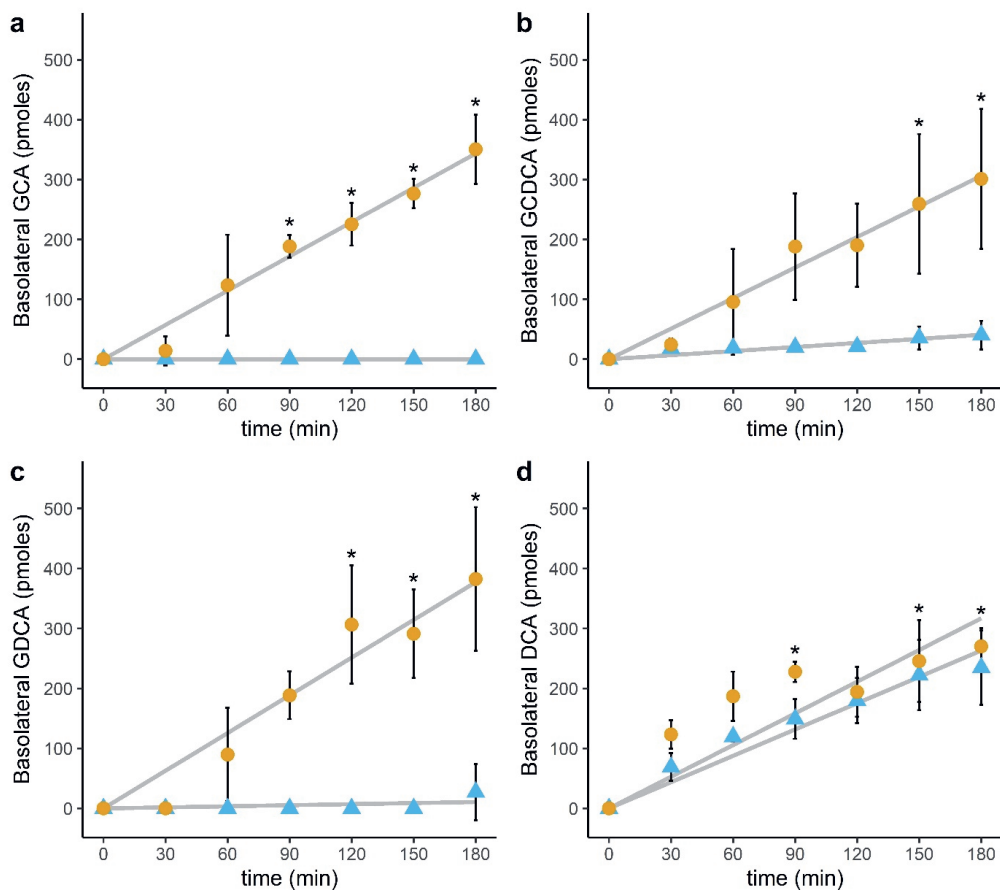 a
Basolateral GCA (pmoles)
500
400
300
200
100
0
* * * *
0 30 60 90 120 150 180
time (min)
b
Basolateral GCDCA (pmoles)
500
400
300
200
100
0
* *
0 30 60 90 120 150 180
time (min)
c
Basolateral GDCA (pmoles)
500
400
300
200
100
0
* * *
0 30 60 90 120 150 180
time (min)
d
Basolateral DCA (pmoles)
500
400
300
200
100
0
* * *
0 30 60 90 120 150 180
time (min)